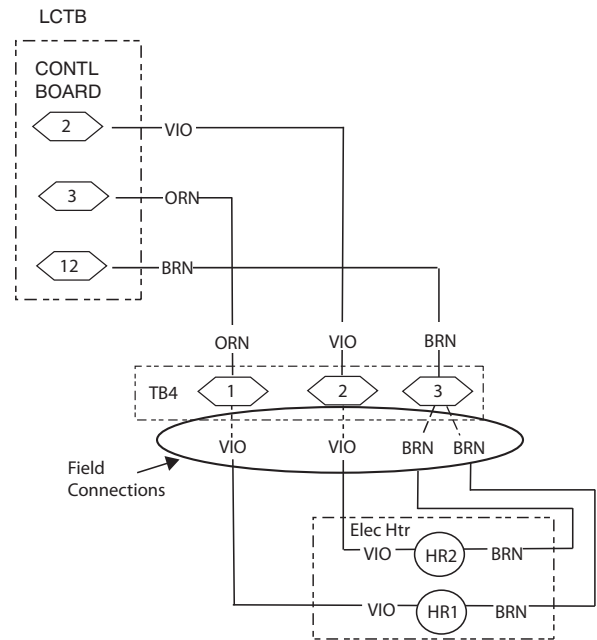 LCTB
CONTL
BOARD
2
VIO
3
ORN
12
BRN
ORN
VIO
BRN
TB4
1
2
3
VIO
VIO
BRN
BRN
Field
Connections
Elec Htr
VIO
HR2
BRN
VIO
HR1
BRN